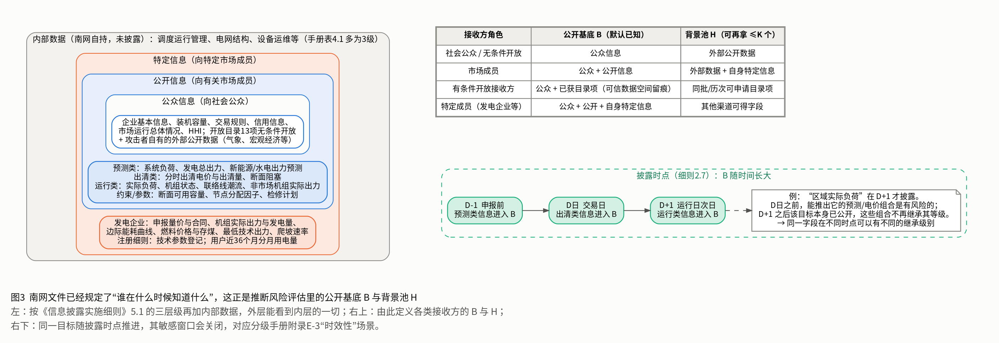 内部数据（南网自持，未披露）：调度运行管理、电网结构、设备运维等（手册表4.1 多为3级）
特定信息（向特定市场成员）
公开信息（向有关市场成员）
公众信息（向社会公众）
企业基本信息、装机容量、交易规则、信用信息、
市场运行总体情况、HHI；开放目录13项无条件开放
+ 攻击者自有的外部公开数据（气象、宏观经济等）
预测类：系统负荷、发电总出力、新能源/水电出力预测
出清类：分时出清电价与出清量、断面阻塞
运行类：实际负荷、机组状态、联络线潮流、非市场机组实际出力
约束/参数：断面可用容量、节点分配因子、检修计划
发电企业：申报量价与合同、机组实际出力与发电量、
边际能耗曲线、燃料价格与存煤、最低技术出力、爬坡速率
注册细则：技术参数登记；用户近36个月分月用电量
接收方角色 公开基底 B（默认已知） 背景池 H（可再拿 ≤K 个）
社会公众 / 无条件开放 公众信息 外部公开数据
市场成员 公众 + 公开信息 外部数据 + 自身特定信息
有条件开放接收方 公众 + 已获目录项（可信数据空间留痕） 同批/历次可申请目录项
特定成员（发电企业等） 公众 + 公开 + 自身特定信息 其他渠道可得字段
披露时点（细则2.7）：B 随时间长大
D-1 申报前
预测类信息进入 B
D日 交易日
出清类信息进入 B
D+1 运行日次日
运行类信息进入 B
例：“区域实际负荷”在 D+1 才披露。
D日之前，能推出它的预测/电价组合是有风险的；
D+1 之后该目标本身已公开，这些组合不再继承其等级。
→ 同一字段在不同时点可以有不同的继承级别
图3 南网文件已经规定了“谁在什么时候知道什么”，这正是推断风险评估里的公开基底 B 与背景池 H
左：按《信息披露实施细则》5.1 的三层级再加内部数据，外层能看到内层的一切；右上：由此定义各类接收方的 B 与 H；
右下：同一目标随披露时点推进，其敏感窗口会关闭，对应分级手册附录E-3“时效性”场景。